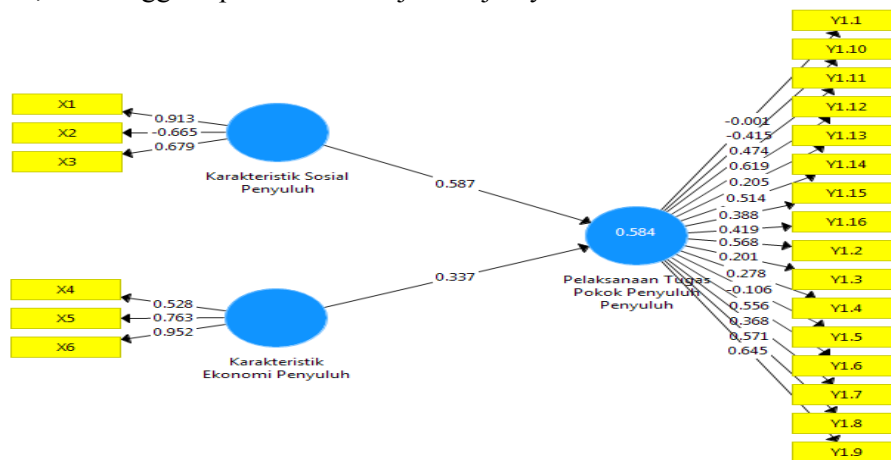 X1
X2
X3
0.913
-0.665
0.679
Karakteristik Sosial
Penyuluh
X4
X5
X6
0.528
0.763
0.952
Karakteristik
Ekonomi Penyuluh
0.587
0.337
0.584
Pelaksanaan Tugas
Pokok Penyuluh
Penyuluh
-0.001
-0.415
0.474
0.619
0.205
0.514
0.388
0.419
0.568
0.201
0.278
-0.106
0.556
0.368
0.571
0.645
Y1.1
Y1.10
Y1.11
Y1.12
Y1.13
Y1.14
Y1.15
Y1.16
Y1.2
Y1.3
Y1.4
Y1.5
Y1.6
Y1.7
Y1.8
Y1.9